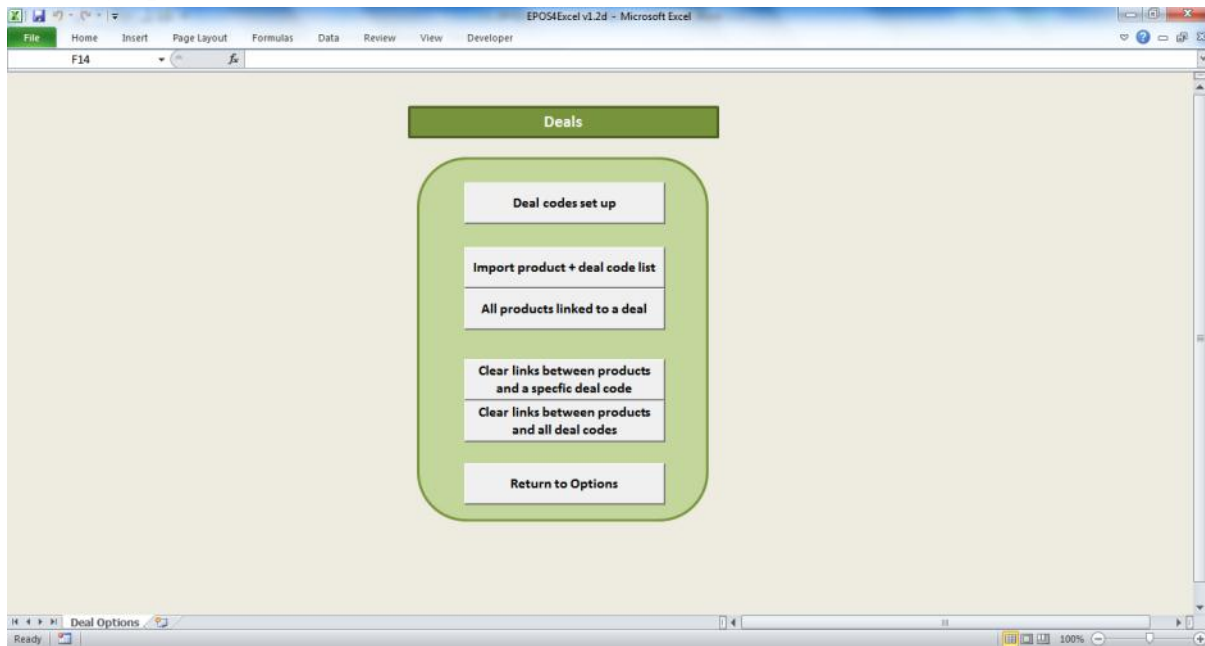 EPOS4Excel v1.2d - Microsoft Excel
File Home Insert Page Layout Formulas Data Review View Developer
F14 fx
Deals
Deal codes set up
Import product + deal code list
All products linked to a deal
Clear links between products
and a specfic deal code
Clear links between products
and all deal codes
Return to Options
Deal Options
Ready 100%